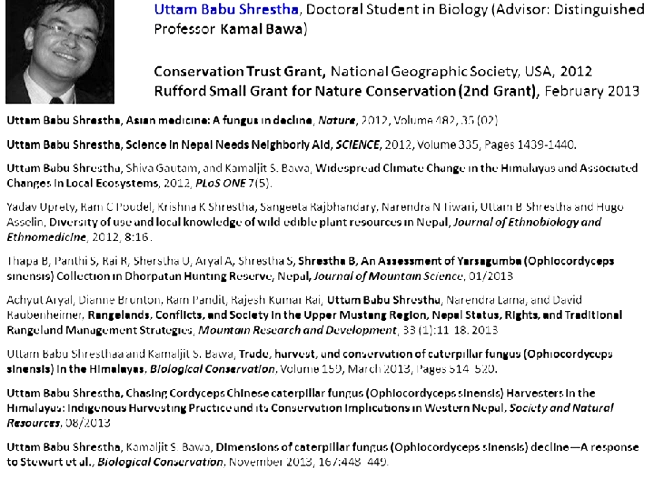 Uttam Babu Shrestha, Doctoral Student in Biology (Advisor: Distinguished
Professor Kamal Bawa)
Conservation Trust Grant, National Geographic Society, USA, 2012
Rufford Small Grant for Nature Conservation (2nd Grant), February 2013
Uttam Babu Shrestha, Asian medicine: A fungus in decline, Nature, 2012, Volume 482, 35 (02)
Uttam Babu Shrestha, Science in Nepal Needs Neighborly Aid, SCIENCE, 2012, Volume 335, Pages 1439-1440.
Uttam Babu Shrestha, Shiva Gautam, and Kamaljit S. Bawa, Widespread Climate Change in the Himalayas and Associated
Changes in Local Ecosystems, 2012, PLoS ONE 7(5).
Yadav Uprety, Ram C Poudel, Krishna K Shrestha, Sangeeta Rajbhandary, Narendra N Tiwari, Uttam B Shrestha and Hugo
Asselin, Diversity of use and local knowledge of wild edible plant resources in Nepal, Journal of Ethnobiology and
Ethnomedicine, 2012, 8:16.
Thapa B, Panthi S, Rai R, Sherstha U, Aryal A, Shrestha S, Shrestha B, An Assessment of Yarsagumba (Ophiocordyceps
sinensis) Collection in Dhorpatan Hunting Reserve, Nepal, Journal of Mountain Science, 01/2013
Achyut Aryal, Dianne Brunton, Ram Pandit, Rajesh Kumar Rai, Uttam Babu Shrestha, Narendra Lama, and David
Raubenheimer, Rangelands, Conflicts, and Society in the Upper Mustang Region, Nepal Status, Rights, and Traditional
Rangeland Management Strategies, Mountain Research and Development, 33 (1):11-18. 2013
Uttam Babu Shresthaa and Kamaljit S. Bawa, Trade, harvest, and conservation of caterpillar fungus (Ophiocordyceps
sinensis) in the Himalayas, Biological Conservation, Volume 159, March 2013, Pages 514–520.
Uttam Babu Shrestha, Chasing Cordyceps Chinese caterpillar fungus (Ophiocordyceps sinensis) Harvesters in the
Himalayas: Indigenous Harvesting Practice and its Conservation Implications in Western Nepal, Society and Natural
Resources, 08/2013
Uttam Babu Shrestha, Kamaljit S. Bawa, Dimensions of caterpillar fungus (Ophiocordyceps sinensis) decline—A response
to Stewart et al., Biological Conservation, November 2013, 167:448–449.